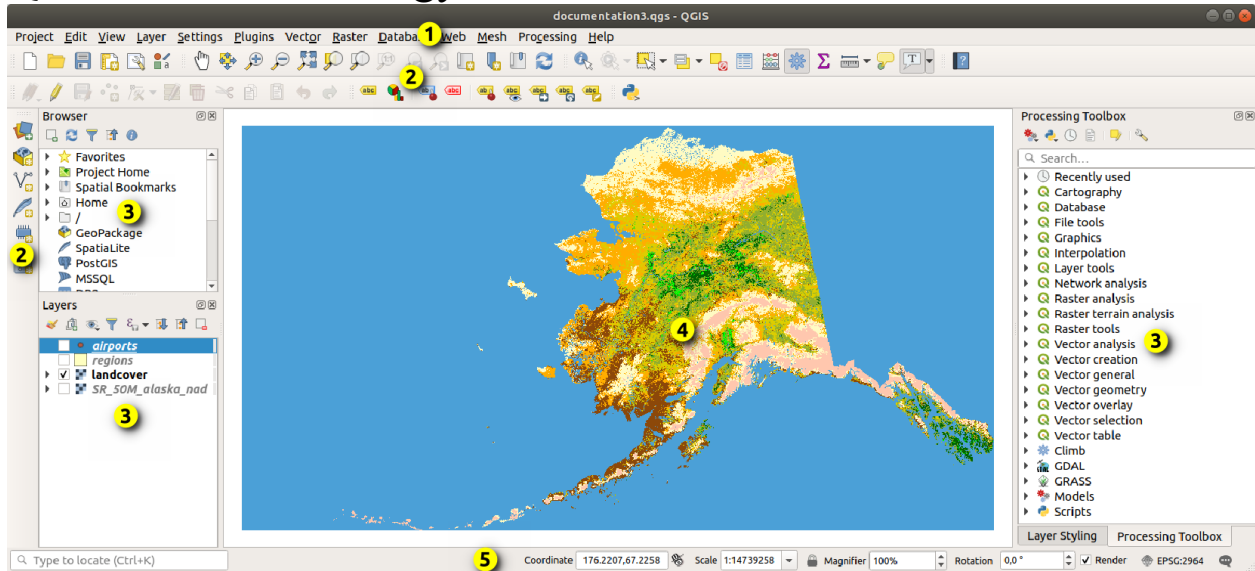 documentation3.qgs - QGIS
Project Edit View Layer Settings Plugins Vector Raster Database Web Mesh Processing Help
1
2
Browser
Favorites
Project Home
Spatial Bookmarks
Home
/
3
GeoPackage
SpatiaLite
PostGIS
MSSQL
2
Layers
airports
regions
landcover
SR_50M_alaska_nad
3
4
Processing Toolbox
Search...
Recently used
Cartography
Database
File tools
Graphics
Interpolation
Layer tools
Network analysis
Raster analysis
Raster terrain analysis
Raster tools
Vector analysis
3
Vector creation
Vector general
Vector geometry
Vector overlay
Vector selection
Vector table
Climb
GDAL
GRASS
Models
Scripts
Layer Styling Processing Toolbox
Type to locate (Ctrl+K) 5 Coordinate 176.2207,67.2258 Scale 1:14739258 Magnifier 100% Rotation 0,0 ° Render EPSG:2964